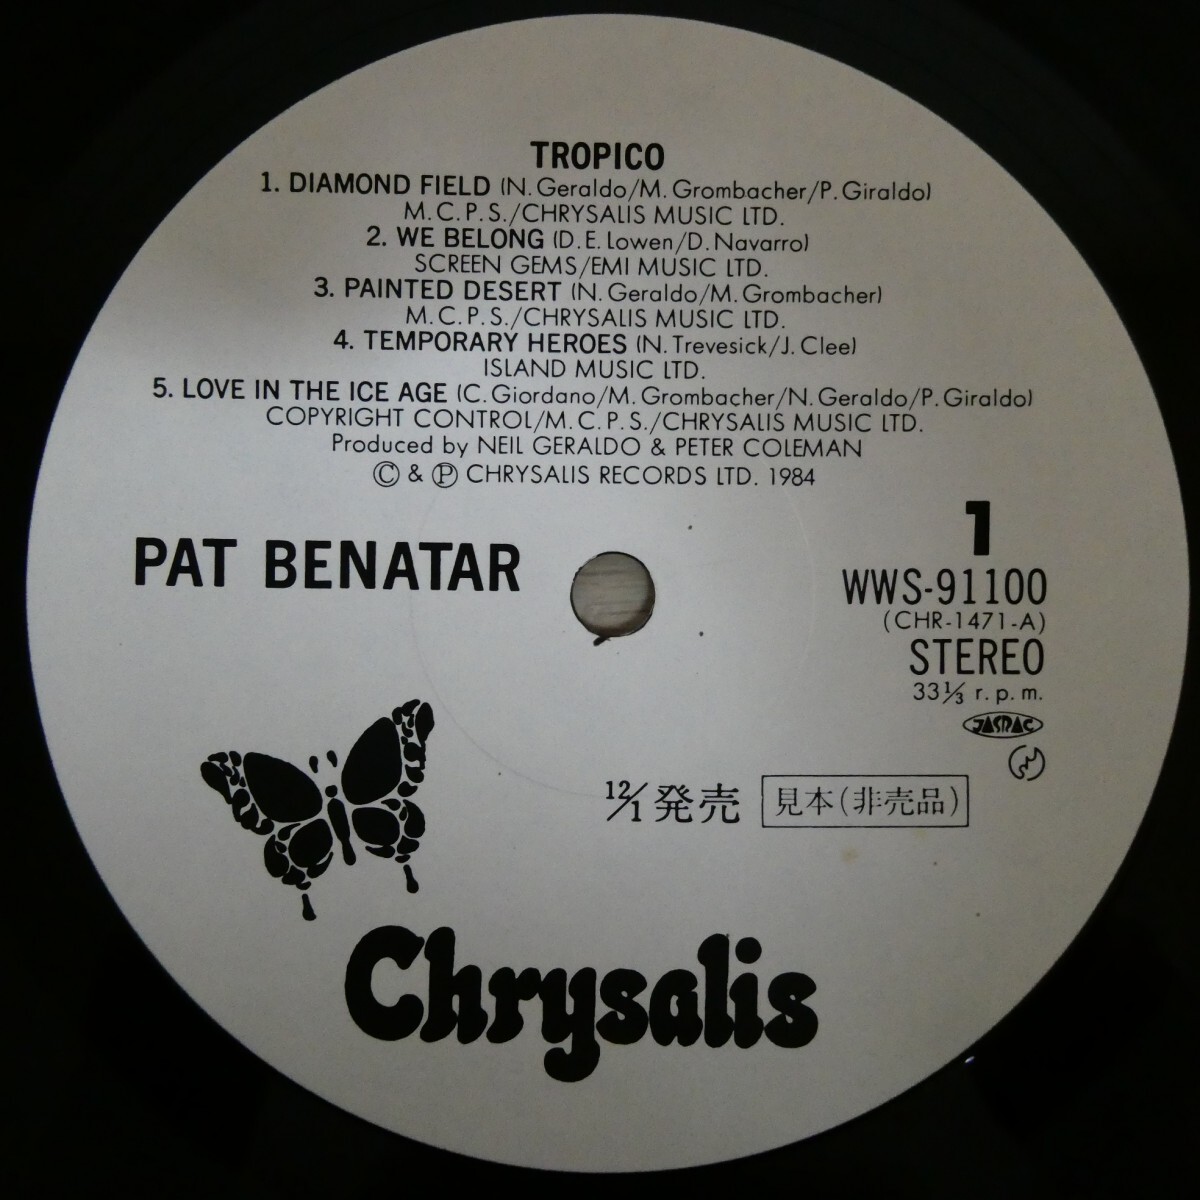 TROPICO
1. DIAMOND FIELD (N. Geraldo/M. Grombacher/P. Giraldo)
M.C.P.S./CHRYSALIS MUSIC LTD.
2. WE BELONG (D.E. Lowen/D. Navarro)
SCREEN GEMS/EMI MUSIC LTD.
3. PAINTED DESERT (N. Geraldo/M. Grombacher)
M.C.P.S./CHRYSALIS MUSIC LTD.
4. TEMPORARY HEROES (N. Trevesick/J. Clee)
ISLAND MUSIC LTD.
5. LOVE IN THE ICE AGE (C. Giordano/M. Grombacher/N. Geraldo/P. Giraldo)
COPYRIGHT CONTROL/M.C.P.S./CHRYSALIS MUSIC LTD.
Produced by NEIL GERALDO & PETER COLEMAN
© & ℗ CHRYSALIS RECORDS LTD. 1984
PAT BENATAR
1
WWS-91100
(CHR-1471-A)
STEREO
33⅓ r.p.m.
JASRAC
12/1 発売 見本(非売品)
Chrysalis